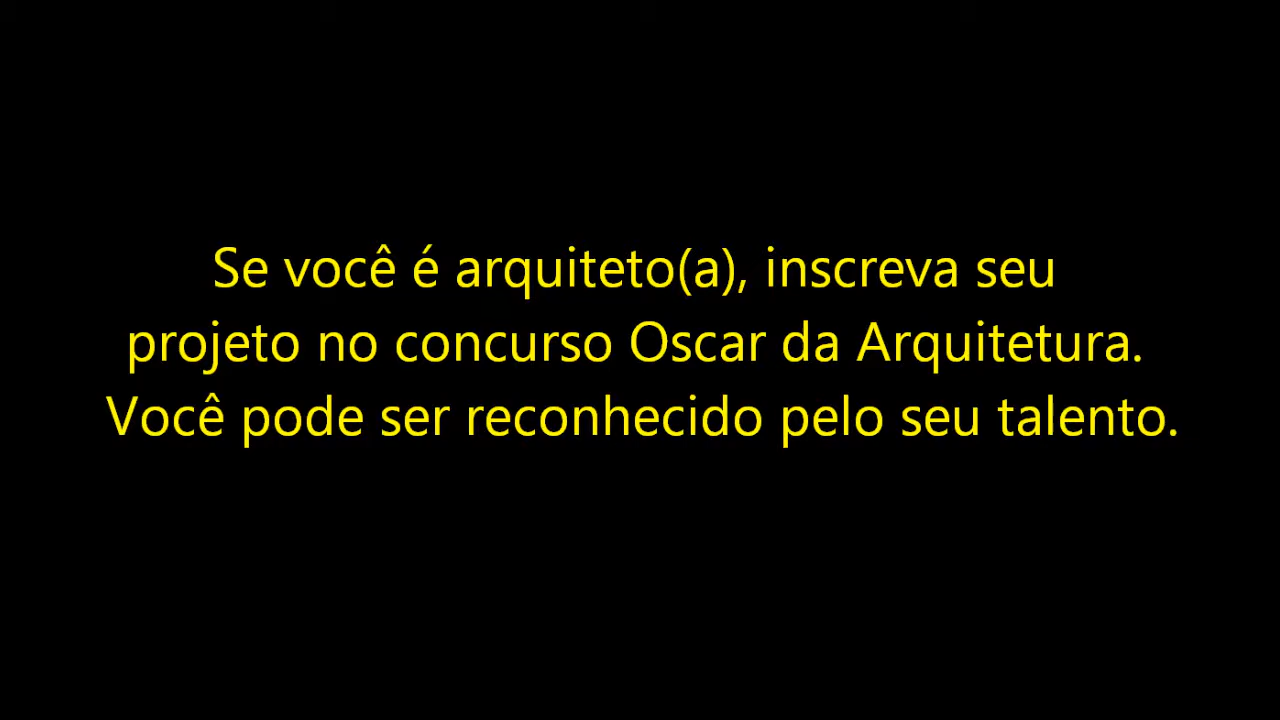 Se você é arquiteto(a), inscreva seu
projeto no concurso Oscar da Arquitetura.
Você pode ser reconhecido pelo seu talento.